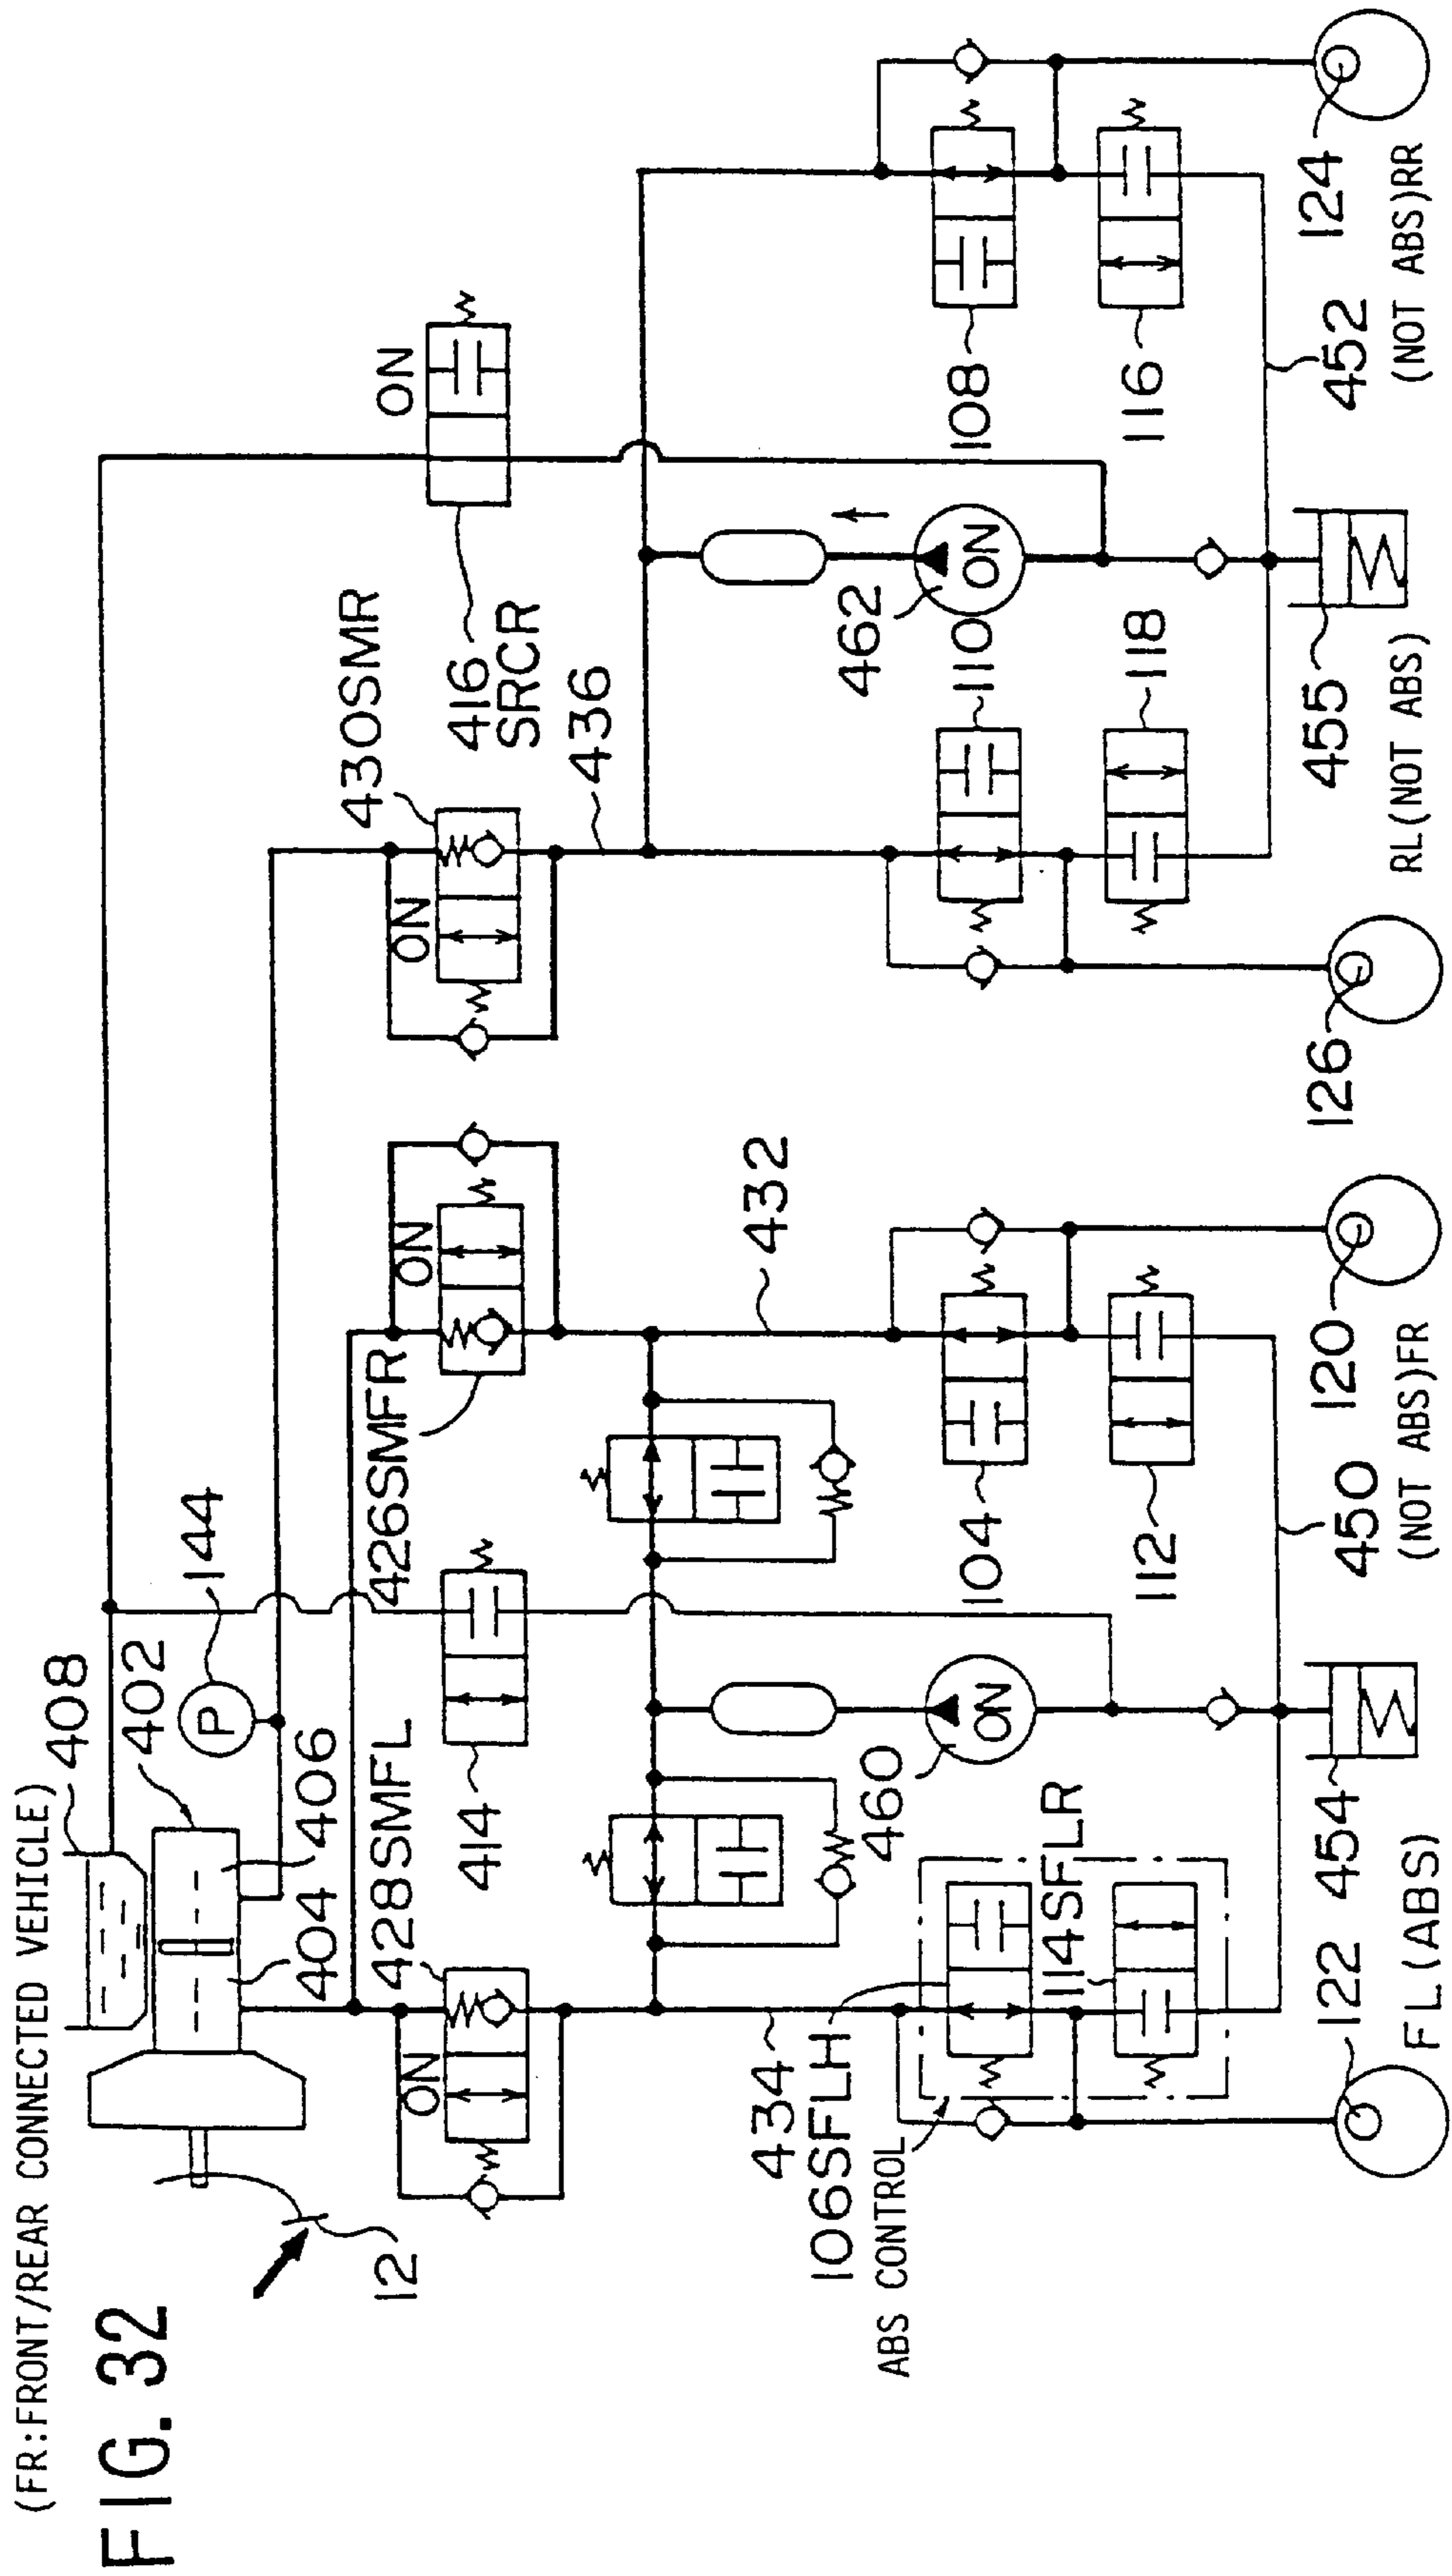 (FR:FRONT/REAR CONNECTED VEHICLE)
FIG. 32
408
402
144
P
404
406
12
428SMFL
ON
414
426SMFR
ON
430SMR
ON
416
SRCR
ON
434
432
436
106SFLH
ABS CONTROL
114SFLR
460
ON
104
112
462
ON
110
118
108
116
122
FL(ABS)
454
450
120
(NOT ABS)FR
126
RL(NOT ABS)
455
452
124
(NOT ABS)RR